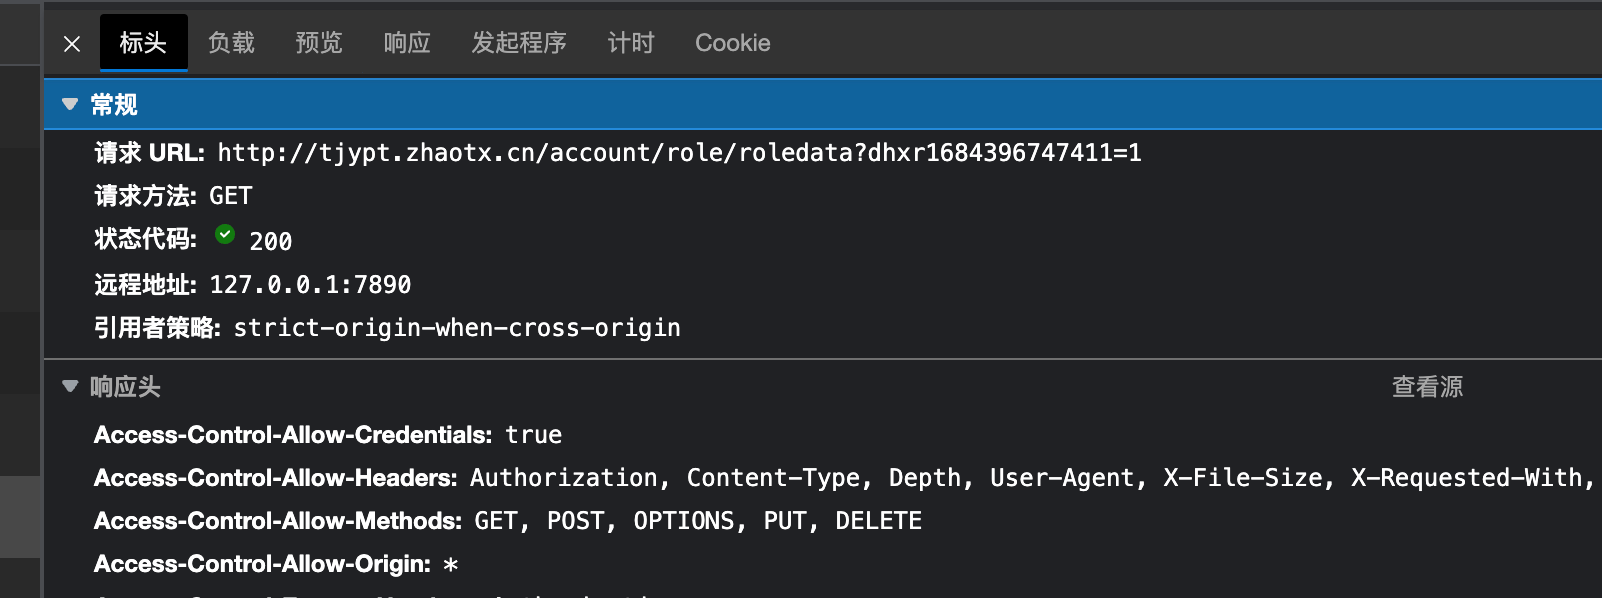 标头 负载 预览 响应 发起程序 计时 Cookie
常规
请求 URL: http://tjypt.zhaotx.cn/account/role/roledata?dhxr1684396747411=1
请求方法: GET
状态代码: 200
远程地址: 127.0.0.1:7890
引用者策略: strict-origin-when-cross-origin
响应头 查看源
Access-Control-Allow-Credentials: true
Access-Control-Allow-Headers: Authorization, Content-Type, Depth, User-Agent, X-File-Size, X-Requested-With,
Access-Control-Allow-Methods: GET, POST, OPTIONS, PUT, DELETE
Access-Control-Allow-Origin: *